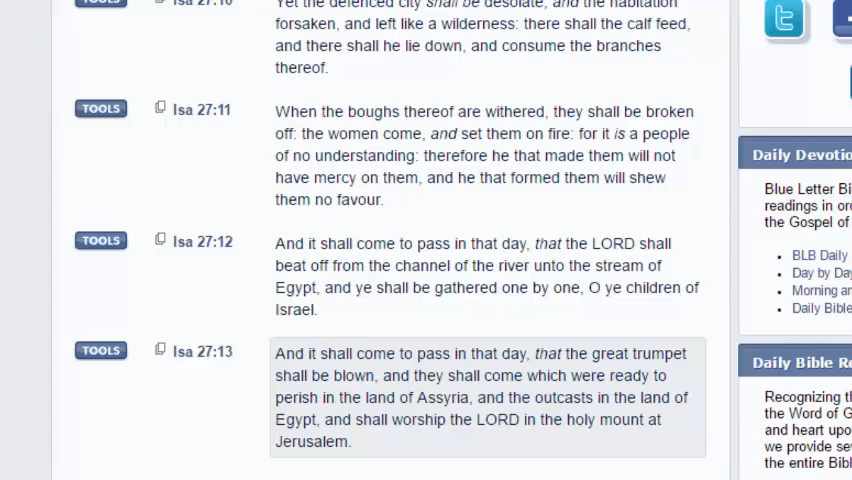 TOOLS
Isa 27:10
Yet the defenced city shall be desolate, and the habitation
forsaken, and left like a wilderness: there shall the calf feed,
and there shall he lie down, and consume the branches
thereof.
TOOLS
Isa 27:11
When the boughs thereof are withered, they shall be broken
off: the women come, and set them on fire: for it is a people
of no understanding: therefore he that made them will not
have mercy on them, and he that formed them will shew
them no favour.
TOOLS
Isa 27:12
And it shall come to pass in that day, that the LORD shall
beat off from the channel of the river unto the stream of
Egypt, and ye shall be gathered one by one, O ye children of
Israel.
TOOLS
Isa 27:13
And it shall come to pass in that day, that the great trumpet
shall be blown, and they shall come which were ready to
perish in the land of Assyria, and the outcasts in the land of
Egypt, and shall worship the LORD in the holy mount at
Jerusalem.
Daily Devotio
Blue Letter Bi
readings in or
the Gospel of
BLB Daily
Day by Day
Morning an
Daily Bible
Daily Bible Re
Recognizing th
the Word of G
and heart upo
we provide sev
the entire Bibl